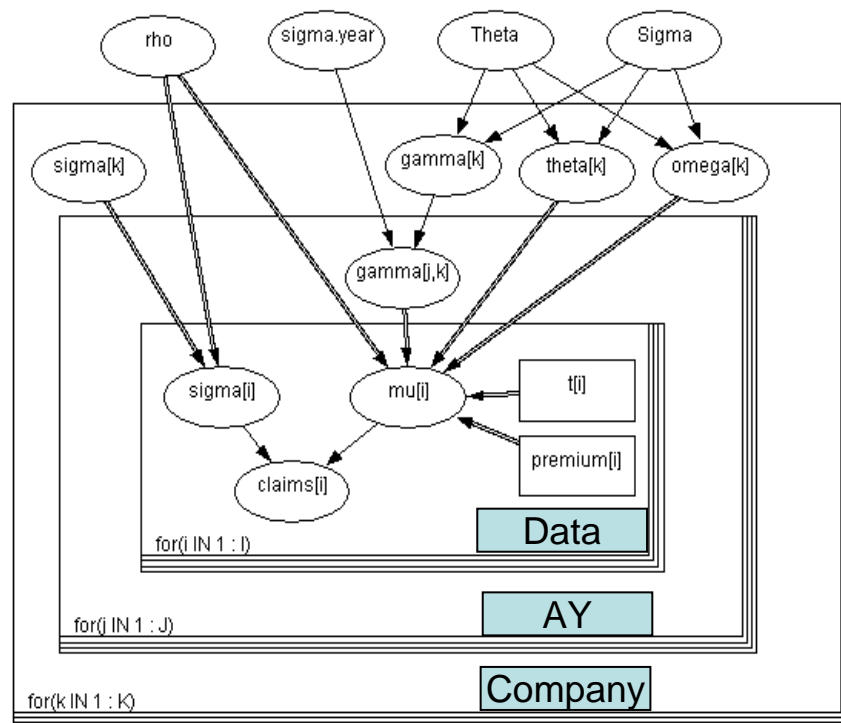 rho
sigma.year
Theta
Sigma
sigma[k]
gamma[k]
theta[k]
omega[k]
gamma[j,k]
sigma[i]
mu[i]
t[i]
premium[i]
claims[i]
for(i IN 1 : I)
Data
for(j IN 1 : J)
AY
for(k IN 1 : K)
Company